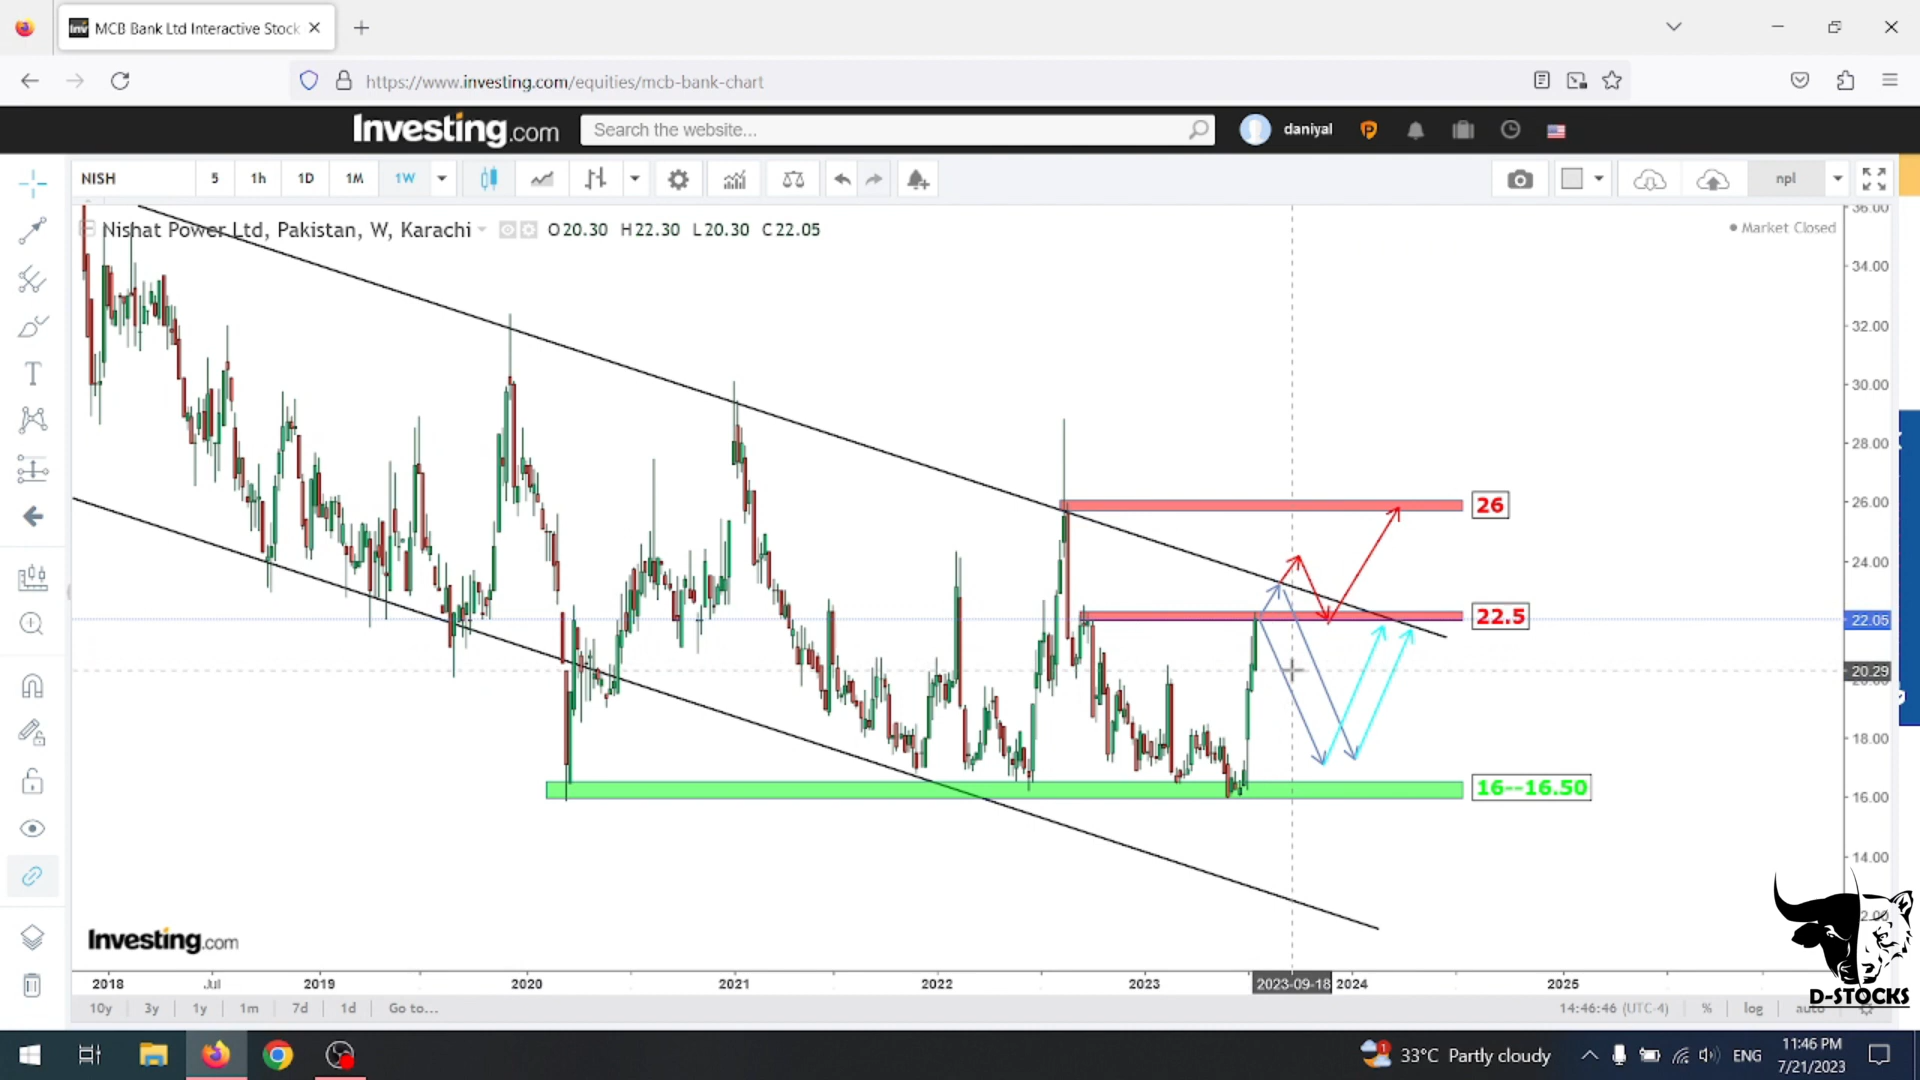 MCB Bank Ltd Interactive Stock
https://www.investing.com/equities/mcb-bank-chart
Investing.com
Search the website...
daniyal
NISH
5
1h
1D
1M
1W
npl
Nishat Power Ltd, Pakistan, W, Karachi
O20.30 H22.30 L20.30 C22.05
Market Closed
36.00
34.00
32.00
30.00
28.00
26.00
26
24.00
22.5
22.05
20.29
18.00
16--16.50
16.00
14.00
Investing.com
2018
Jul
2019
2020
2021
2022
2023
2023-09-18
2024
2025
D-STOCKS
10y
3y
1y
1m
7d
1d
Go to...
14:46:46 (UTC-4)
%
log
auto
33°C Partly cloudy
ENG
11:46 PM
7/21/2023